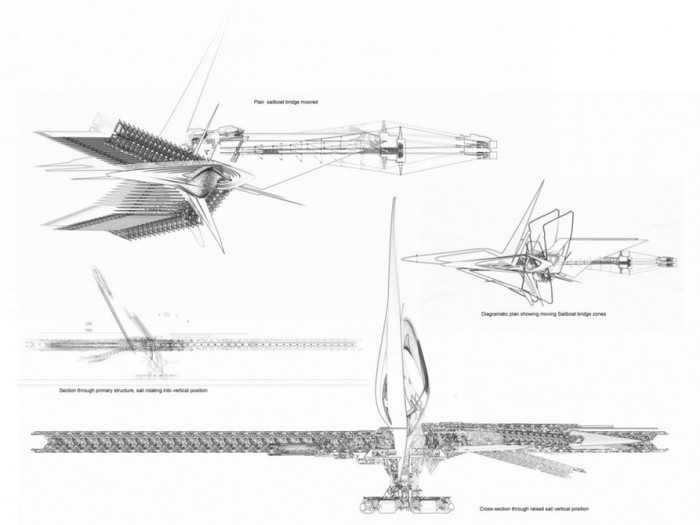 Plan sailboat bridge moored
Diagramatic plan showing moving Sailboat bridge zones
Section through primary structure, sail rotating into vertical position
Cross-section through raised sail vertical position